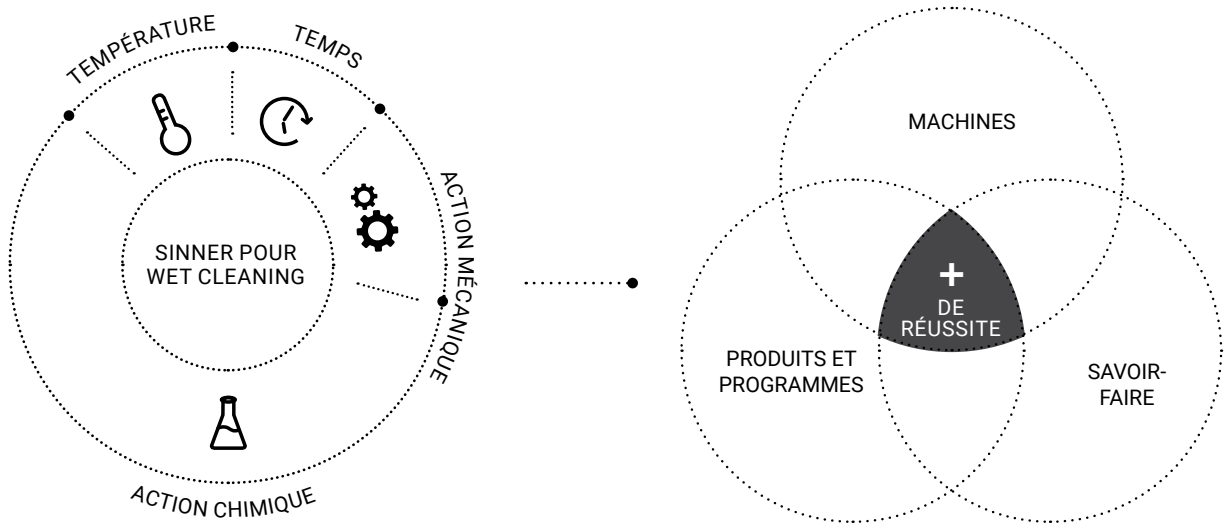 TEMPÉRATURE
TEMPS
ACTION MÉCANIQUE
SINNER POUR
WET CLEANING
ACTION CHIMIQUE
MACHINES
+
DE
RÉUSSITE
PRODUITS ET
PROGRAMMES
SAVOIR-
FAIRE